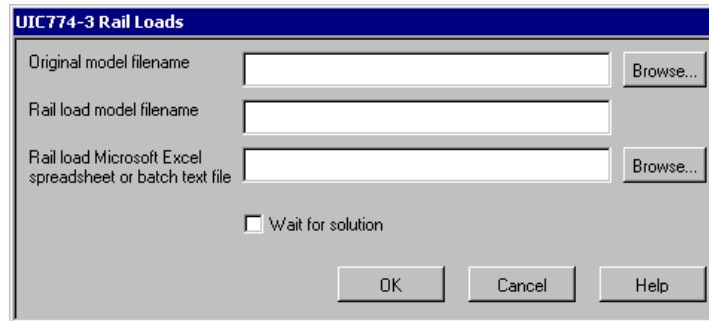 UIC774-3 Rail Loads
Original model filename
Browse...
Rail load model filename
Rail load Microsoft Excel
spreadsheet or batch text file
Browse...
Wait for solution
OK
Cancel
Help